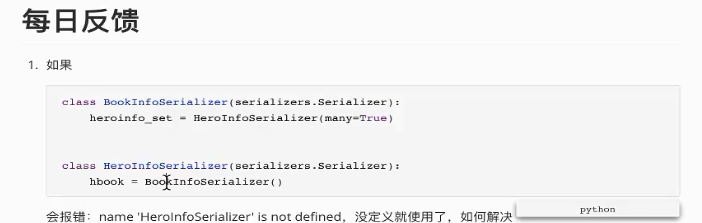 每日反馈
1. 如果
class BookInfoSerializer(serializers.Serializer):
heroinfo_set = HeroInfoSerializer(many=True)
class HeroInfoSerializer(serializers.Serializer):
hbook = BookInfoSerializer()
会报错：name 'HeroInfoSerializer' is not defined，没定义就使用了，如何解决
python